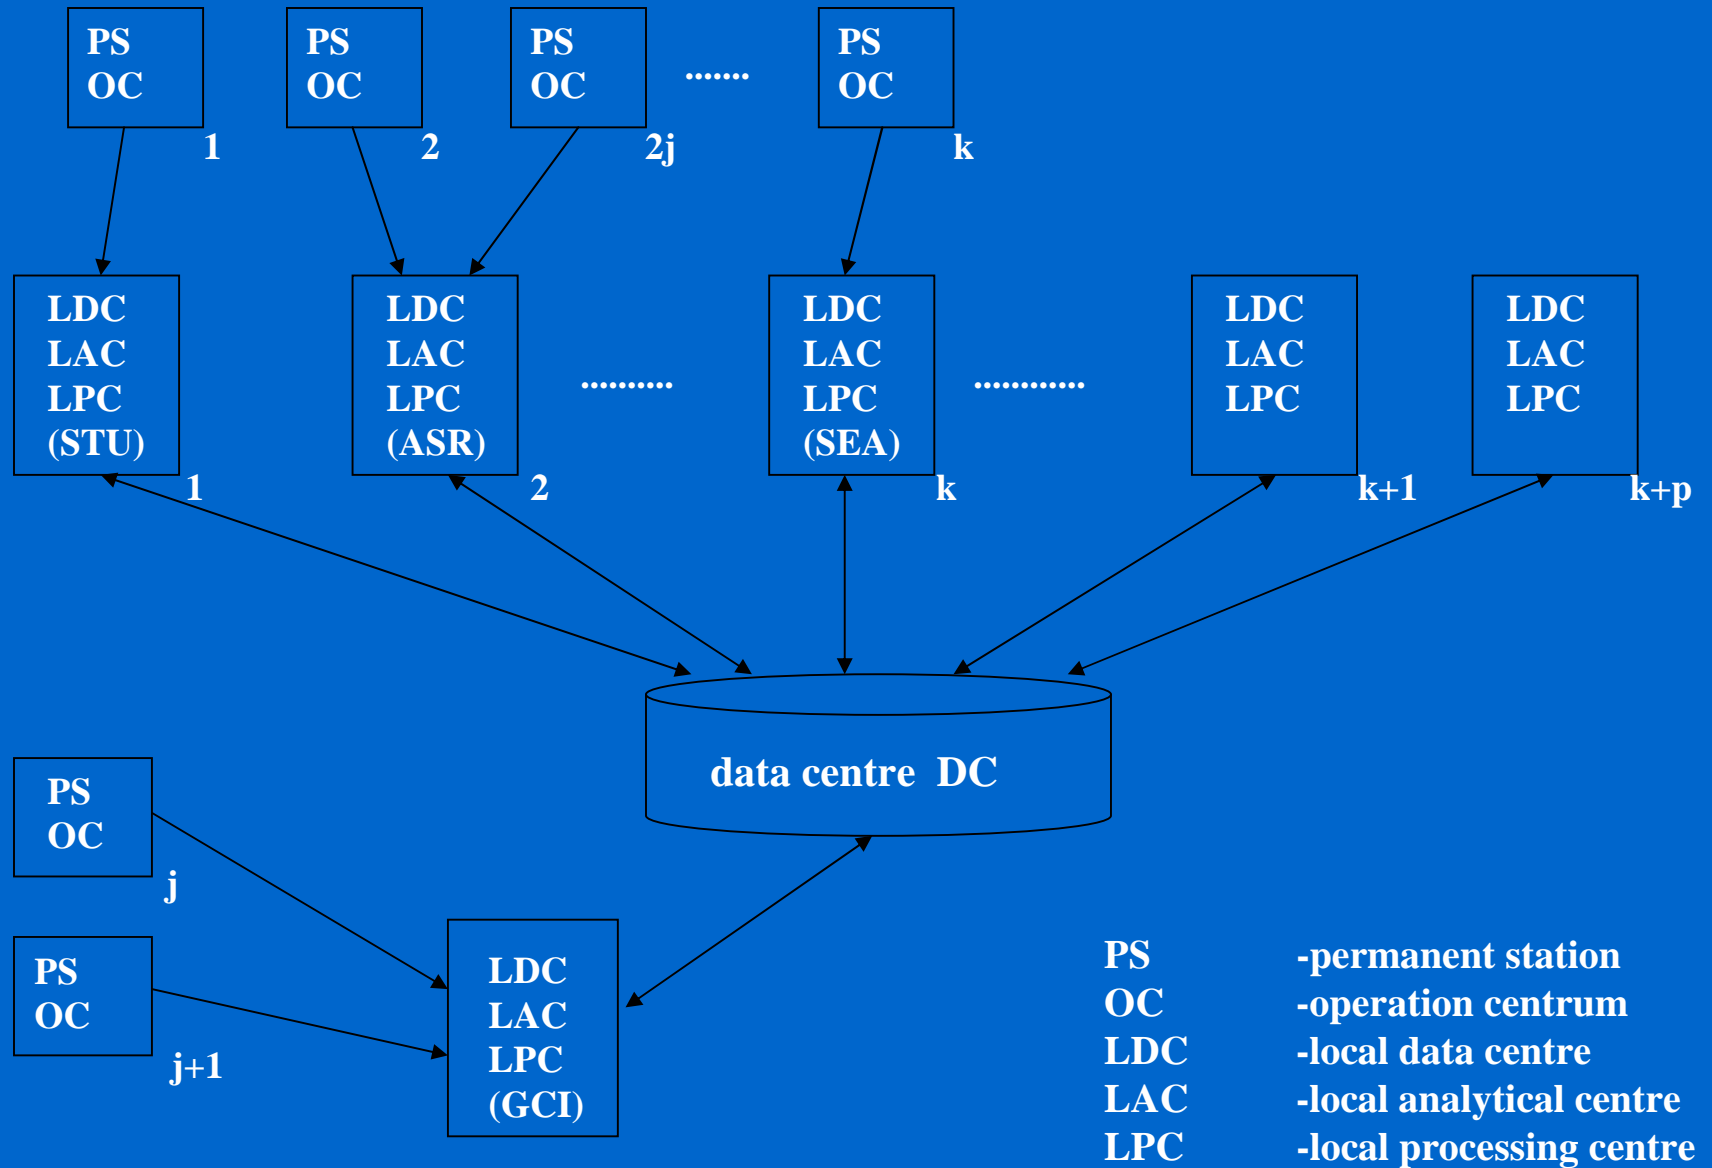 PS
OC
1
PS
OC
2
PS
OC
2j
.......
PS
OC
k
LDC
LAC
LPC
(STU)
1
LDC
LAC
LPC
(ASR)
2
..........
LDC
LAC
LPC
(SEA)
k
............
LDC
LAC
LPC
k+1
LDC
LAC
LPC
k+p
data centre DC
PS
OC
j
PS
OC
j+1
LDC
LAC
LPC
(GCI)
PS -permanent station
OC -operation centrum
LDC -local data centre
LAC -local analytical centre
LPC -local processing centre